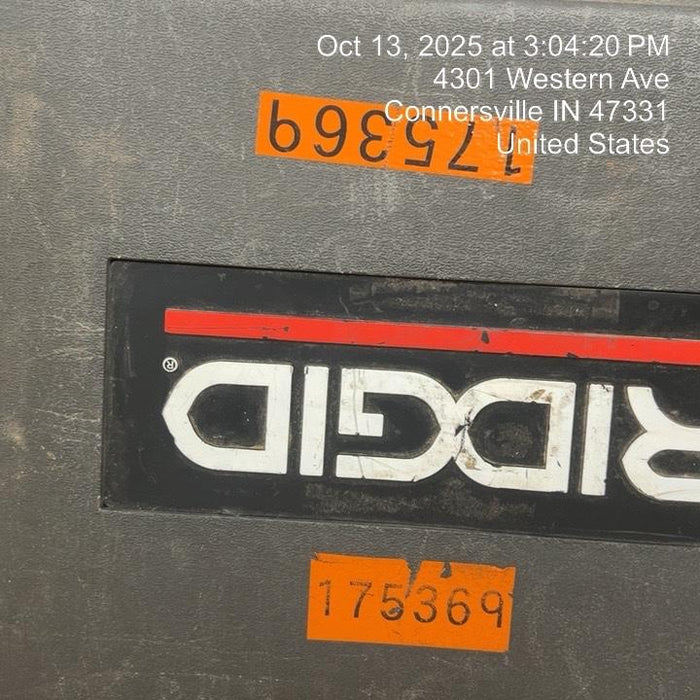 Oct 13, 2025 at 3:04:20 PM
4301 Western Ave
Connersville IN 47331
United States
175369
RIDGID®
175369